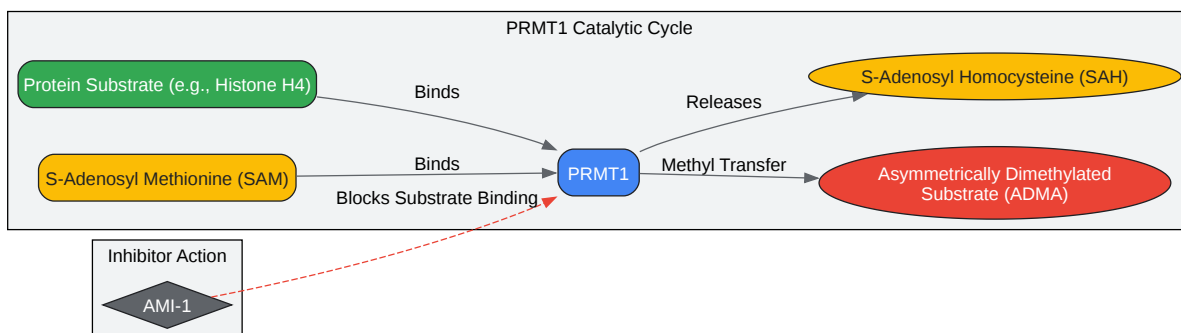 PRMT1 Catalytic Cycle
Protein Substrate (e.g., Histone H4)
Binds
Releases
S-Adenosyl Homocysteine (SAH)
S-Adenosyl Methionine (SAM)
Binds
PRMT1
Methyl Transfer
Asymmetrically Dimethylated
Substrate (ADMA)
Blocks Substrate Binding
Inhibitor Action
AMI-1